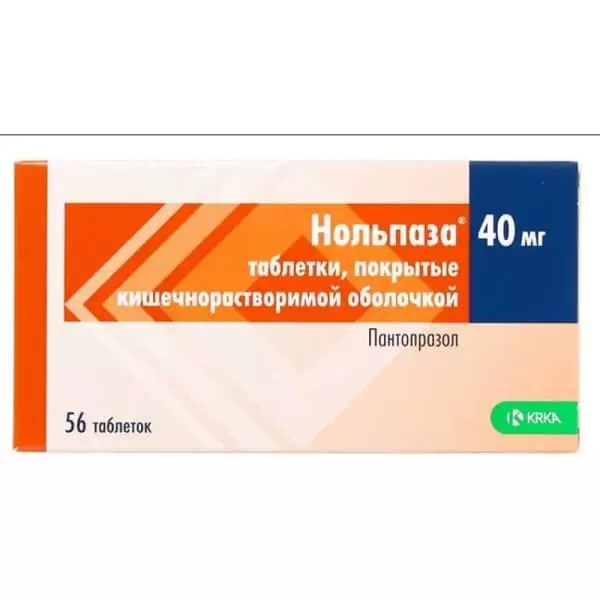 Нольпаза® 40 мг
таблетки, покрытые
кишечнорастворимой оболочкой
Пантопразол
56 таблеток
KRKA